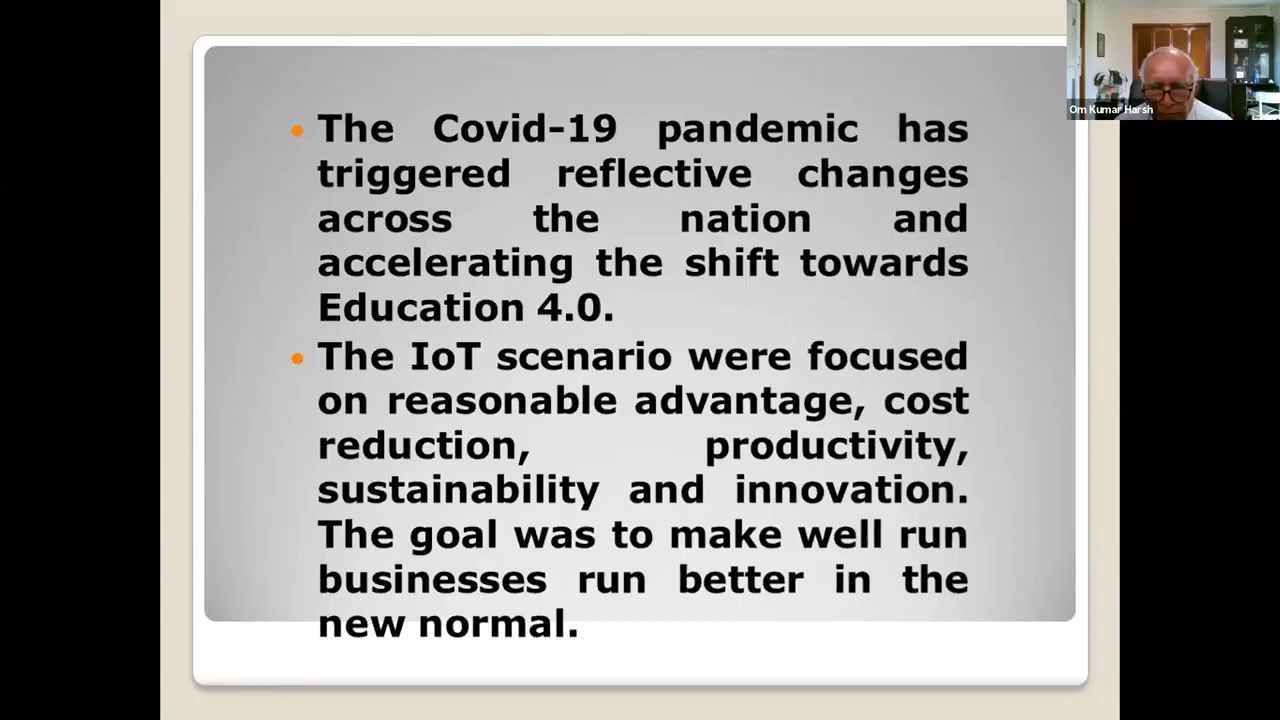 The Covid-19 pandemic has
triggered reflective changes
across the nation and
accelerating the shift towards
Education 4.0.
The IoT scenario were focused
on reasonable advantage, cost
reduction, productivity,
sustainability and innovation.
The goal was to make well run
businesses run better in the
new normal.
Om Kumar Harsh